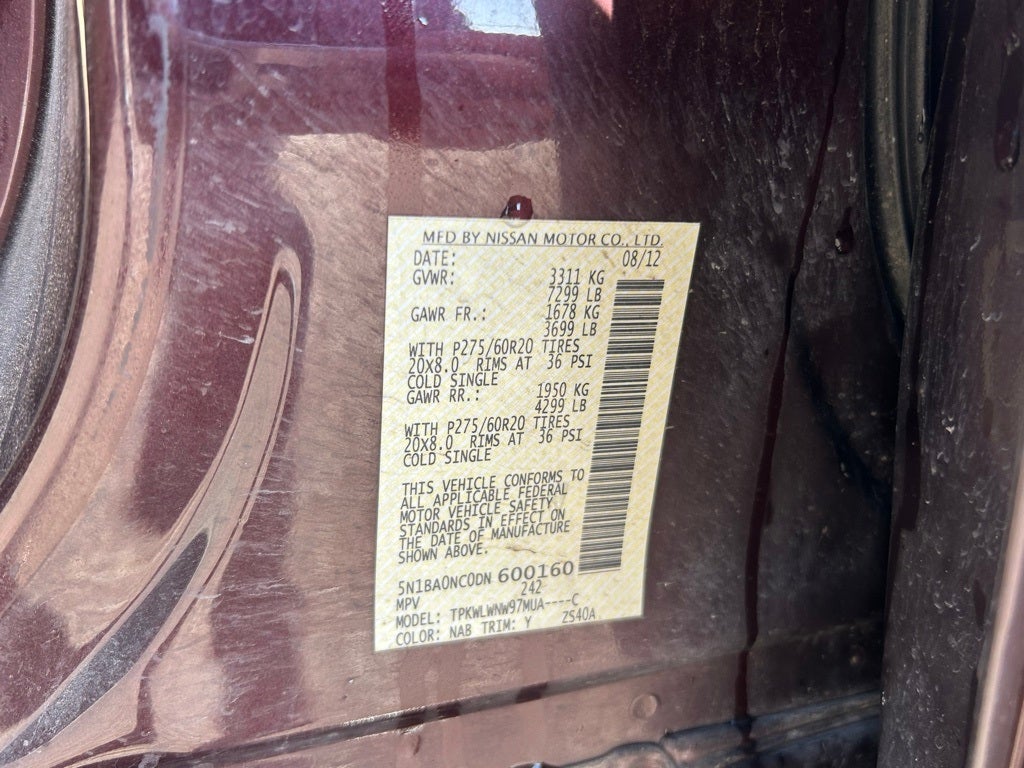 MFD BY NISSAN MOTOR CO., LTD.
DATE: 08/12
GVWR: 3311 KG
7299 LB
GAWR FR.: 1678 KG
3699 LB
WITH P275/60R20 TIRES
20X8.0 RIMS AT 36 PSI
COLD SINGLE
GAWR RR.: 1950 KG
4299 LB
WITH P275/60R20 TIRES
20X8.0 RIMS AT 36 PSI
COLD SINGLE
THIS VEHICLE CONFORMS TO
ALL APPLICABLE FEDERAL
MOTOR VEHICLE SAFETY
STANDARDS IN EFFECT ON
THE DATE OF MANUFACTURE
SHOWN ABOVE.
5N1BA0NC0DN 600160
MPV 242
MODEL: TPKWLWNW97MUA----C
COLOR: NAB TRIM: Y ZS40A